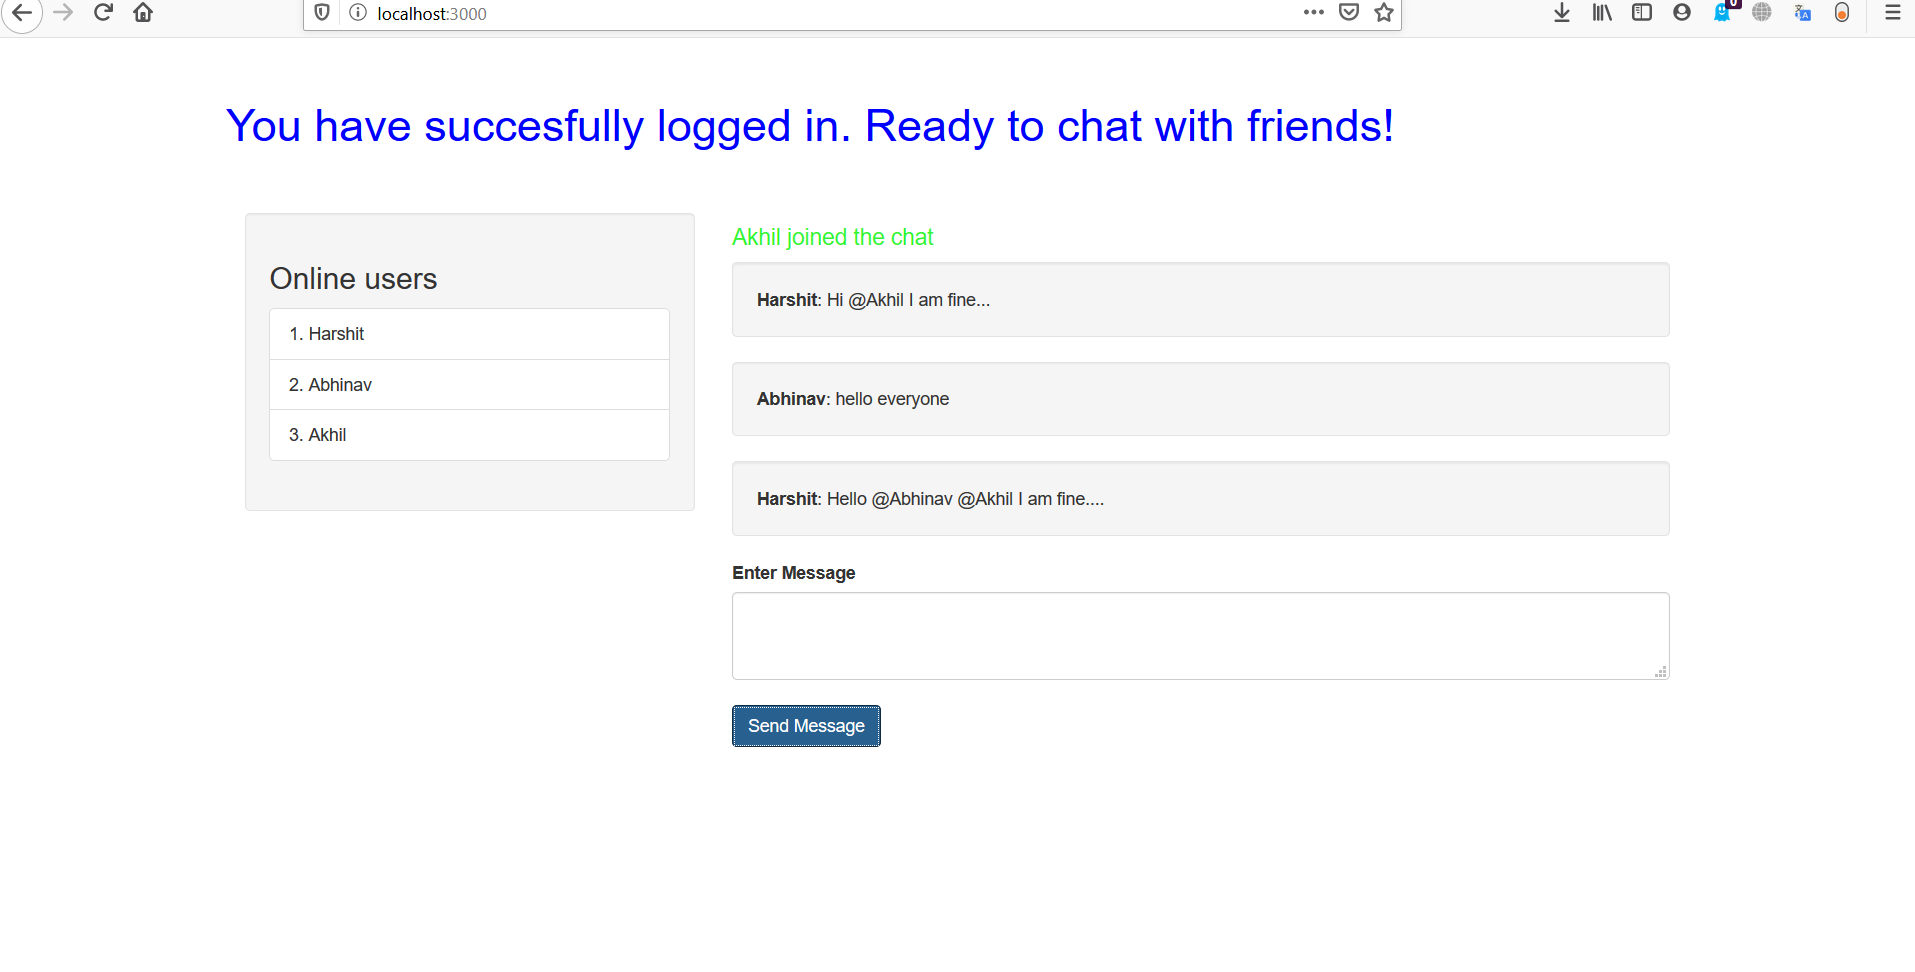 localhost:3000
0
You have succesfully logged in. Ready to chat with friends!
Online users
1. Harshit
2. Abhinav
3. Akhil
Akhil joined the chat
Harshit: Hi @Akhil I am fine...
Abhinav: hello everyone
Harshit: Hello @Abhinav @Akhil I am fine....
Enter Message
Send Message